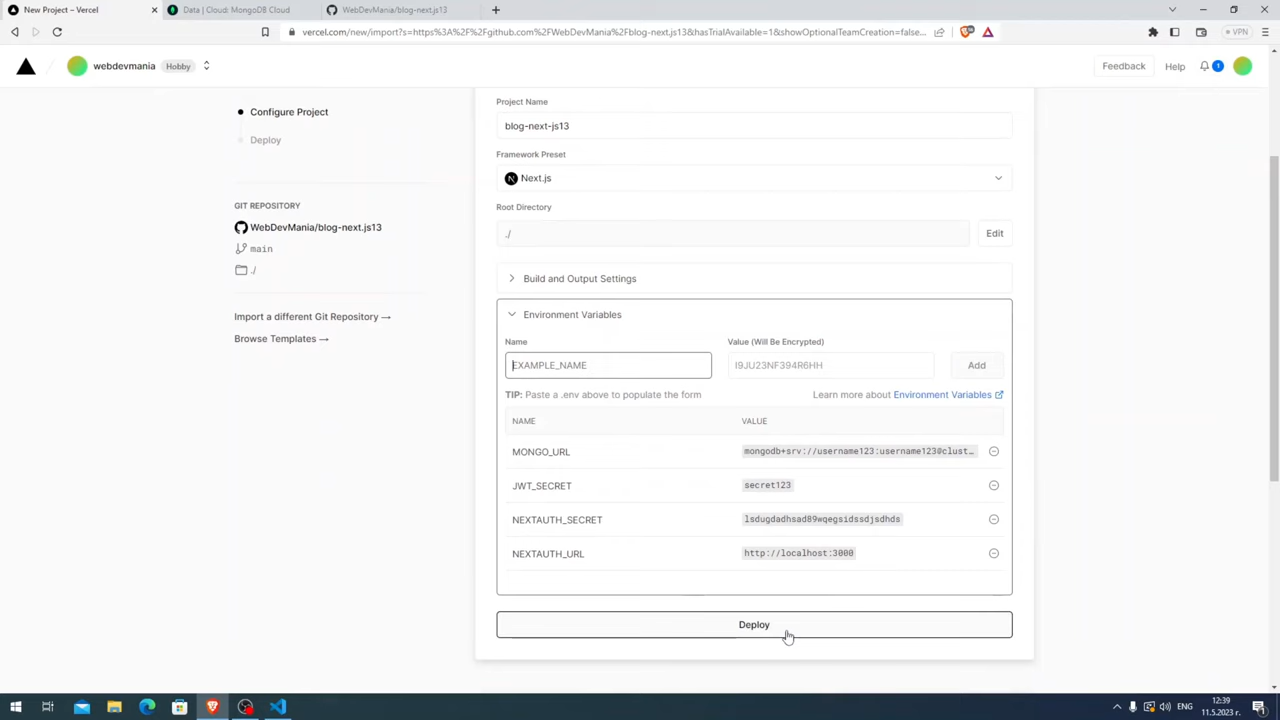 New Project – Vercel
Data | Cloud: MongoDB Cloud
WebDevMania/blog-next.js13
vercel.com/new/import?s=https%3A%2F%2Fgithub.com%2FWebDevMania%2Fblog-next.js13&hasTrialAvailable=1&showOptionalTeamCreation=false...
VPN
webdevmania
Hobby
Feedback
Help
1
Configure Project
Deploy
GIT REPOSITORY
WebDevMania/blog-next.js13
main
./
Import a different Git Repository →
Browse Templates →
Project Name
blog-next-js13
Framework Preset
Next.js
Root Directory
./
Edit
Build and Output Settings
Environment Variables
Name
Value (Will Be Encrypted)
EXAMPLE_NAME
I9JU23NF394R6HH
Add
TIP: Paste a .env above to populate the form
Learn more about Environment Variables
NAME
VALUE
MONGO_URL
mongodb+srv://username123:username123@clust…
JWT_SECRET
secret123
NEXTAUTH_SECRET
lsdugdadhsad89wqegsidssdjsdhds
NEXTAUTH_URL
http://localhost:3000
Deploy
ENG
12:39
11.5.2023 г.